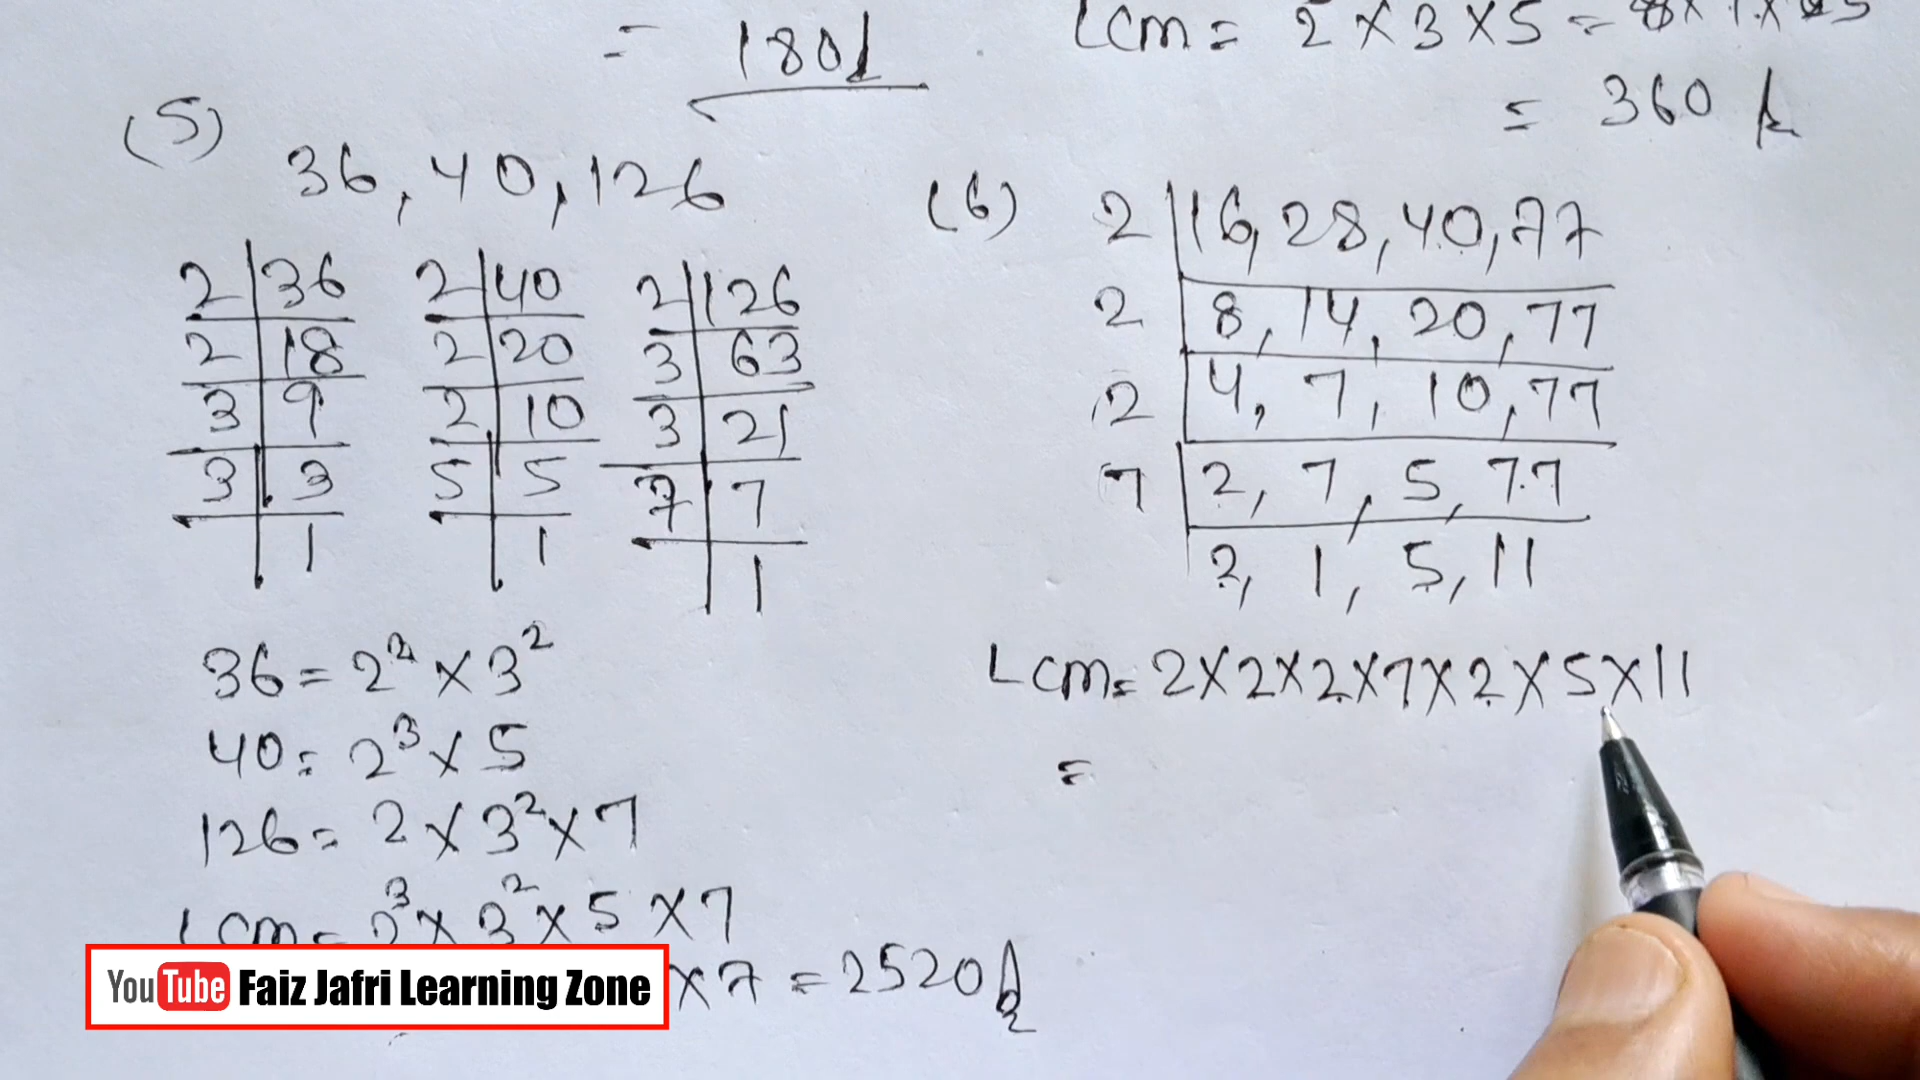 = 180
LCM = 2 × 3 × 5 =
= 360
(5)
36, 40, 126
2 | 36
2 | 18
3 | 9
3 | 3
1
2 | 40
2 | 20
2 | 10
5 | 5
1
2 | 126
3 | 63
3 | 21
7 | 7
1
36 = 2² × 3²
40 = 2³ × 5
126 = 2 × 3² × 7
LCM = 2³ × 3² × 5 × 7
× 7 = 2520
(6)
2 | 16, 28, 40, 77
2 | 8, 14, 20, 77
2 | 4, 7, 10, 77
7 | 2, 7, 5, 77
2, 1, 5, 11
LCM = 2×2×2×7×2×5×11
=
YouTube Faiz Jafri Learning Zone